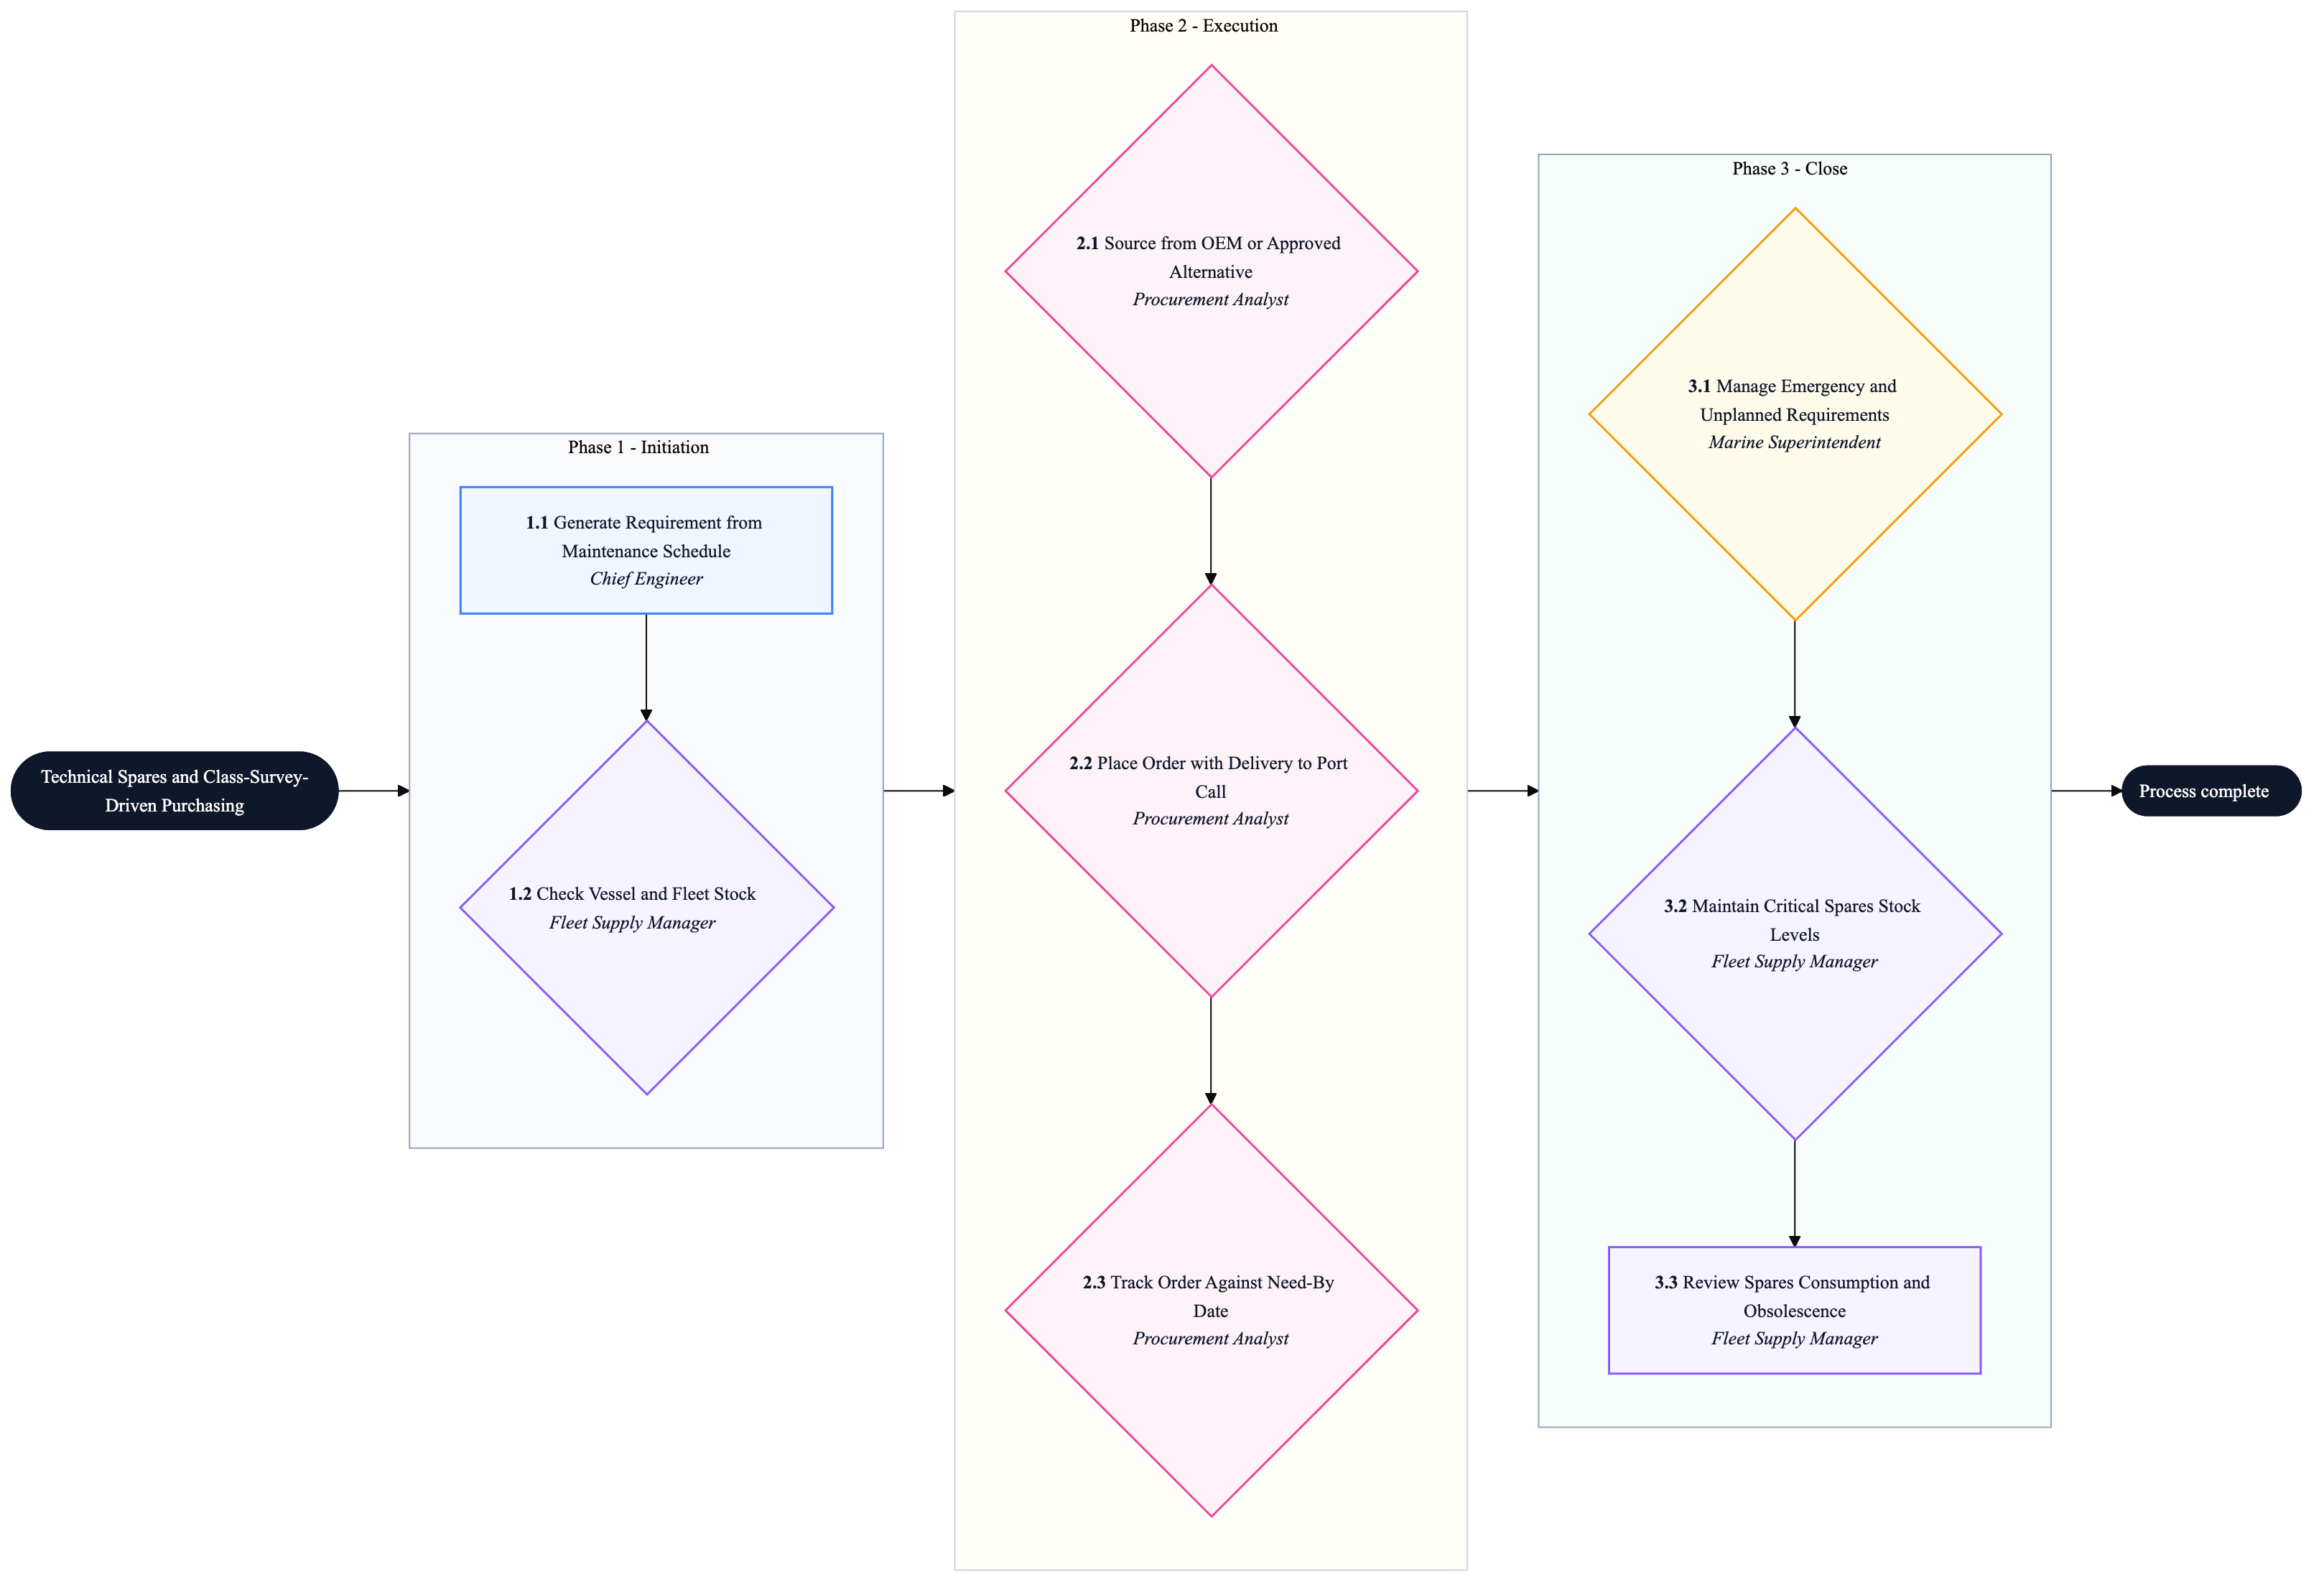 Technical Spares and Class-Survey-
Driven Purchasing
Phase 1 - Initiation
1.1 Generate Requirement from
Maintenance Schedule
Chief Engineer
1.2 Check Vessel and Fleet Stock
Fleet Supply Manager
Phase 2 - Execution
2.1 Source from OEM or Approved
Alternative
Procurement Analyst
2.2 Place Order with Delivery to Port
Call
Procurement Analyst
2.3 Track Order Against Need-By
Date
Procurement Analyst
Phase 3 - Close
3.1 Manage Emergency and
Unplanned Requirements
Marine Superintendent
3.2 Maintain Critical Spares Stock
Levels
Fleet Supply Manager
3.3 Review Spares Consumption and
Obsolescence
Fleet Supply Manager
Process complete